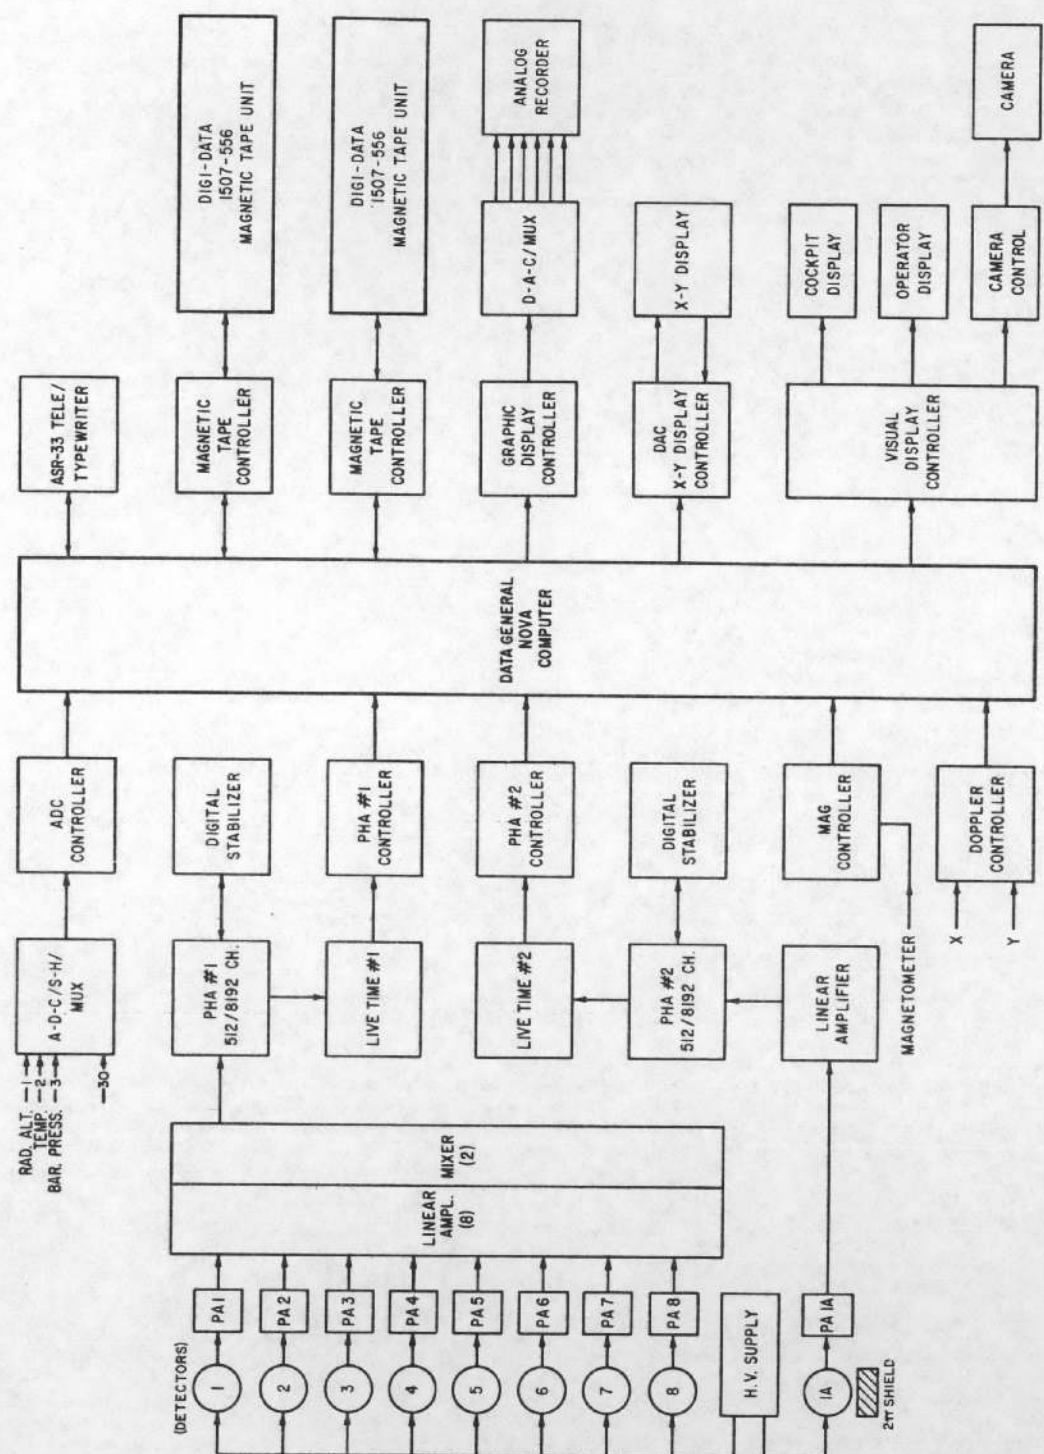 RAD. ALT. 1
TEMP. 2
BAR. PRESS. 3
30
A-D-C/S-H/
MUX
ADC
CONTROLLER
ASR-33 TELE/
TYPEWRITER
(DETECTORS)
1
PA1
2
PA2
3
PA3
4
PA4
5
PA5
6
PA6
7
PA7
8
PA8
LINEAR
AMPL.
(8)
MIXER
(2)
PHA #1
512/8192 CH.
DIGITAL
STABILIZER
LIVE TIME #1
PHA #1
CONTROLLER
LIVE TIME #2
PHA #2
CONTROLLER
PHA #2
512/8192 CH.
DIGITAL
STABILIZER
DATA GENERAL
NOVA
COMPUTER
MAGNETIC
TAPE
CONTROLLER
DIGI-DATA
1507-556
MAGNETIC TAPE UNIT
MAGNETIC
TAPE
CONTROLLER
DIGI-DATA
1507-556
MAGNETIC TAPE UNIT
GRAPHIC
DISPLAY
CONTROLLER
D-A-C/MUX
ANALOG
RECORDER
DAC
X-Y DISPLAY
CONTROLLER
X-Y DISPLAY
H.V. SUPPLY
1A
PA 1A
2π SHIELD
LINEAR
AMPLIFIER
MAG
CONTROLLER
MAGNETOMETER
X
Y
DOPPLER
CONTROLLER
VISUAL
DISPLAY
CONTROLLER
COCKPIT
DISPLAY
OPERATOR
DISPLAY
CAMERA
CONTROL
CAMERA